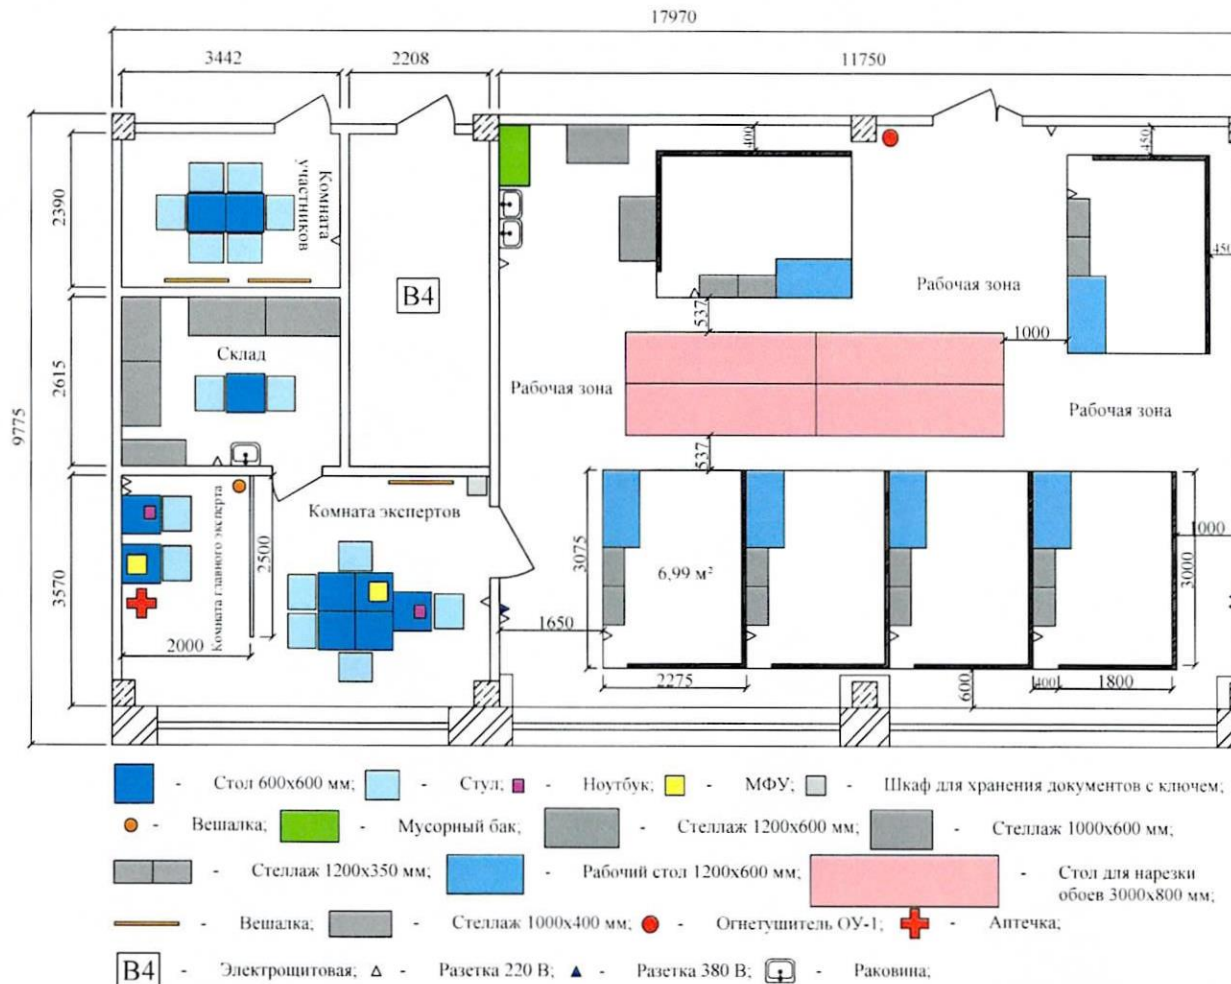 17970
3442
2208
11750
400
450
2390
Комната участников
450
В4
537
Рабочая зона
1000
Склад
2615
Рабочая зона
Рабочая зона
9775
537
Комната экспертов
Комната главного эксперта
2500
3570
3075
6,99 м²
1000
3000
2000
1650
2275
600
400
1800
- Стол 600х600 мм; - Стул; - Ноутбук; - МФУ; - Шкаф для хранения документов с ключем;
- Вешалка; - Мусорный бак; - Стеллаж 1200х600 мм; - Стеллаж 1000х600 мм;
- Стеллаж 1200х350 мм; - Рабочий стол 1200х600 мм; - Стол для нарезки
обоев 3000х800 мм;
- Вешалка; - Стеллаж 1000х400 мм; - Огнетушитель ОУ-1; - Аптечка;
В4 - Электрощитовая; - Разетка 220 В; - Разетка 380 В; - Раковина;